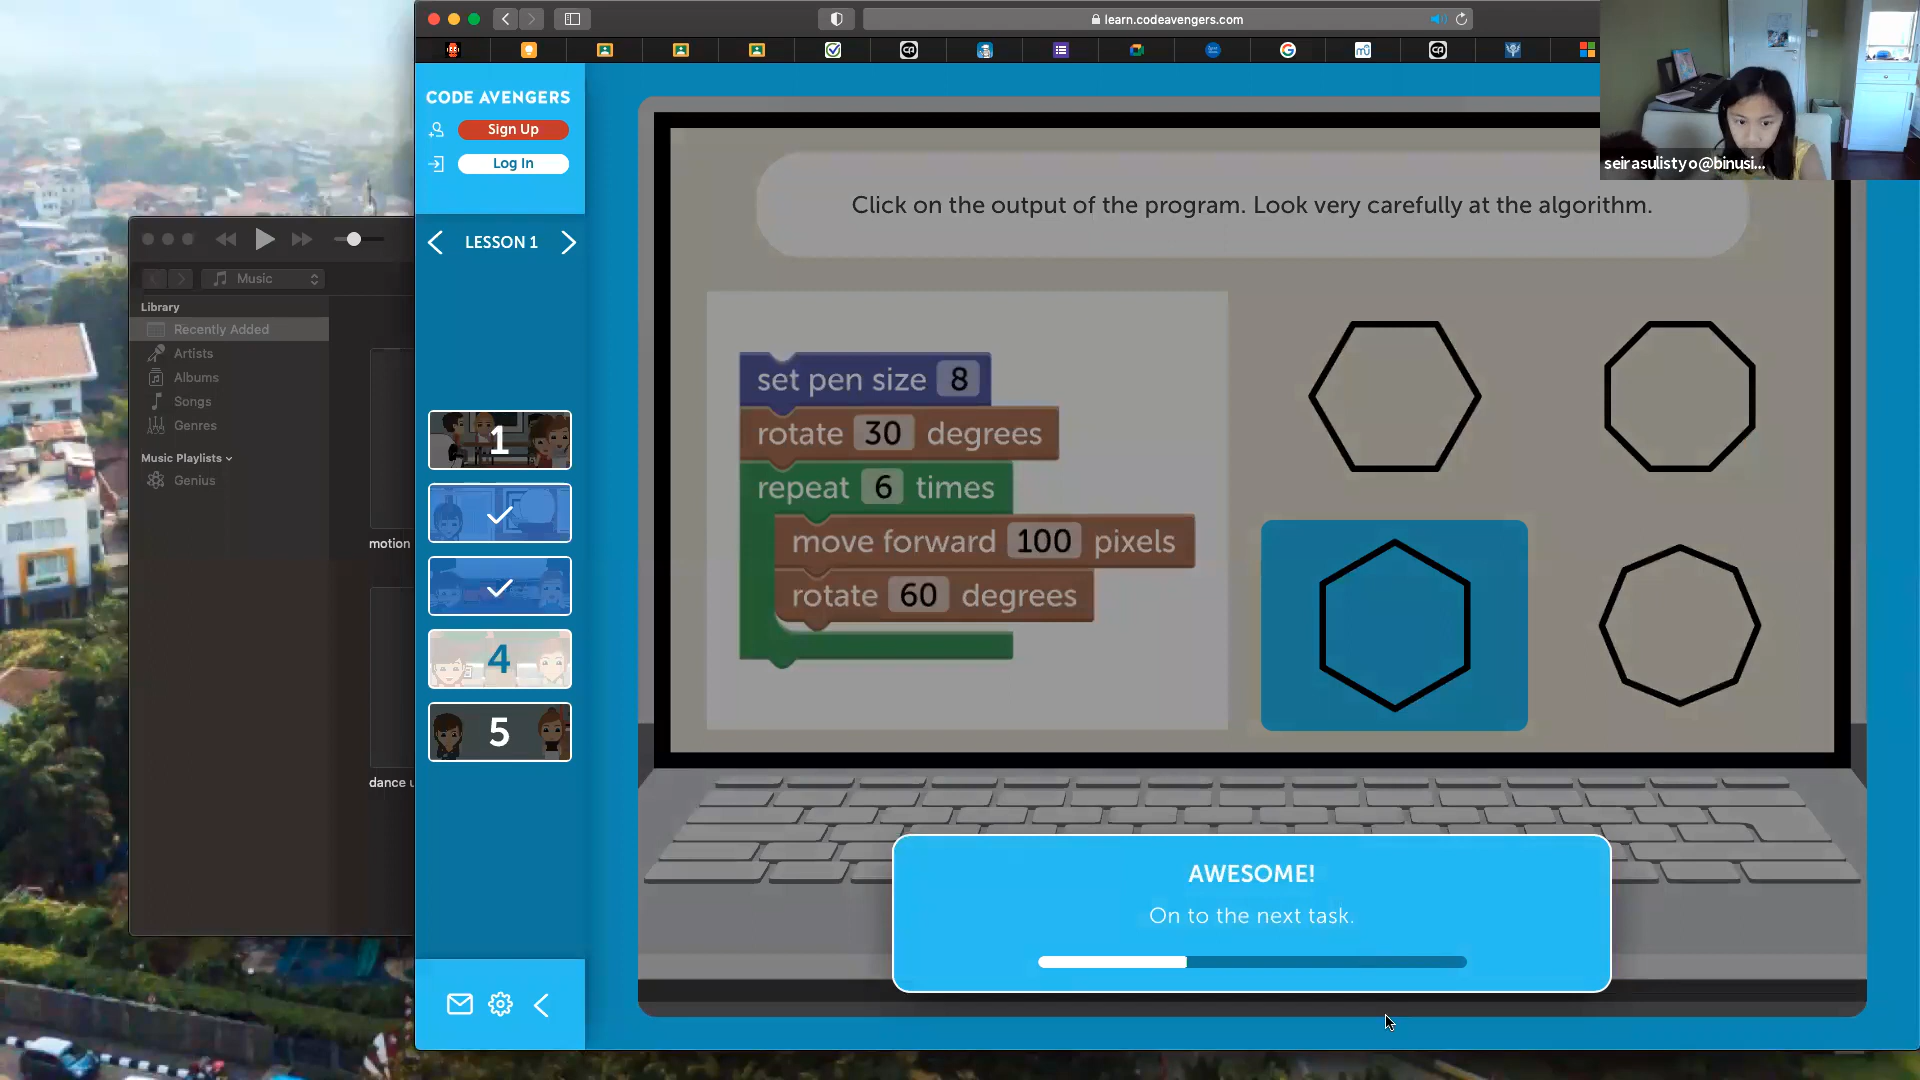 learn.codeavengers.com
CODE AVENGERS
Sign Up
Log In
seirasulistyo@binusi...
Click on the output of the program. Look very carefully at the algorithm.
LESSON 1
Music
Library
Recently Added
Artists
Albums
Songs
Genres
Music Playlists
Genius
motion
dance u
set pen size 8
rotate 30 degrees
repeat 6 times
move forward 100 pixels
rotate 60 degrees
1
4
5
AWESOME!
On to the next task.